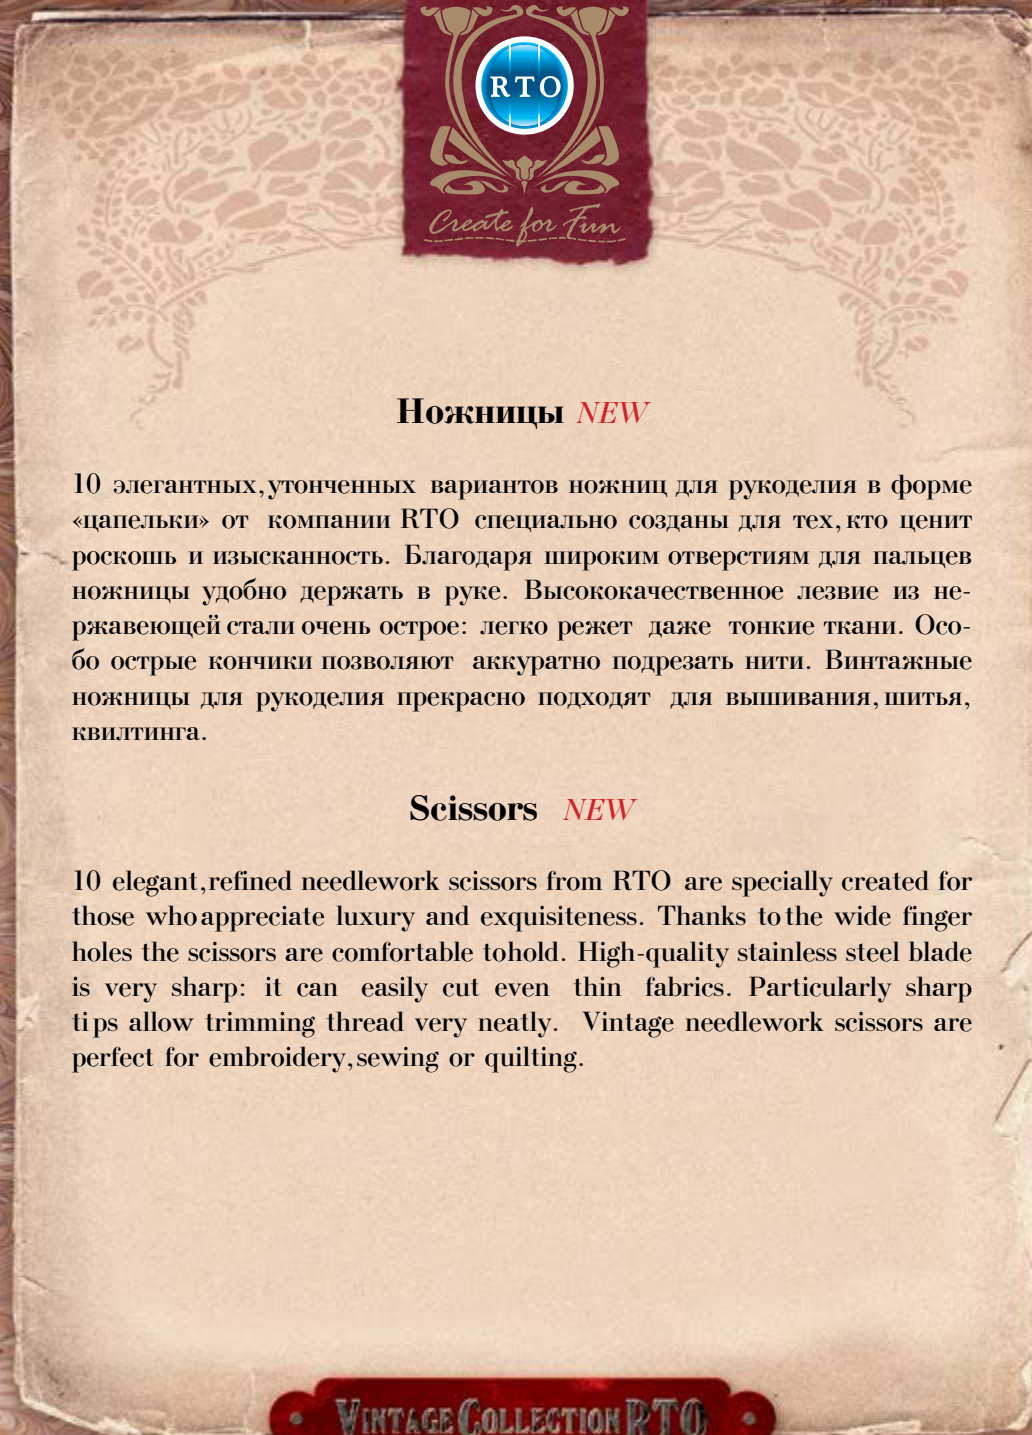 RTO
Create for Fun
Ножницы NEW
10 элегантных, утонченных вариантов ножниц для рукоделия в форме
«цапельки» от компании RTO специально созданы для тех, кто ценит
роскошь и изысканность. Благодаря широким отверстиям для пальцев
ножницы удобно держать в руке. Высококачественное лезвие из не-
ржавеющей стали очень острое: легко режет даже тонкие ткани. Осо-
бо острые кончики позволяют аккуратно подрезать нити. Винтажные
ножницы для рукоделия прекрасно подходят для вышивания, шитья,
квилтинга.
Scissors NEW
10 elegant, refined needlework scissors from RTO are specially created for
those who appreciate luxury and exquisiteness. Thanks to the wide finger
holes the scissors are comfortable to hold. High-quality stainless steel blade
is very sharp: it can easily cut even thin fabrics. Particularly sharp
tips allow trimming thread very neatly. Vintage needlework scissors are
perfect for embroidery, sewing or quilting.
VINTAGE COLLECTION RTO